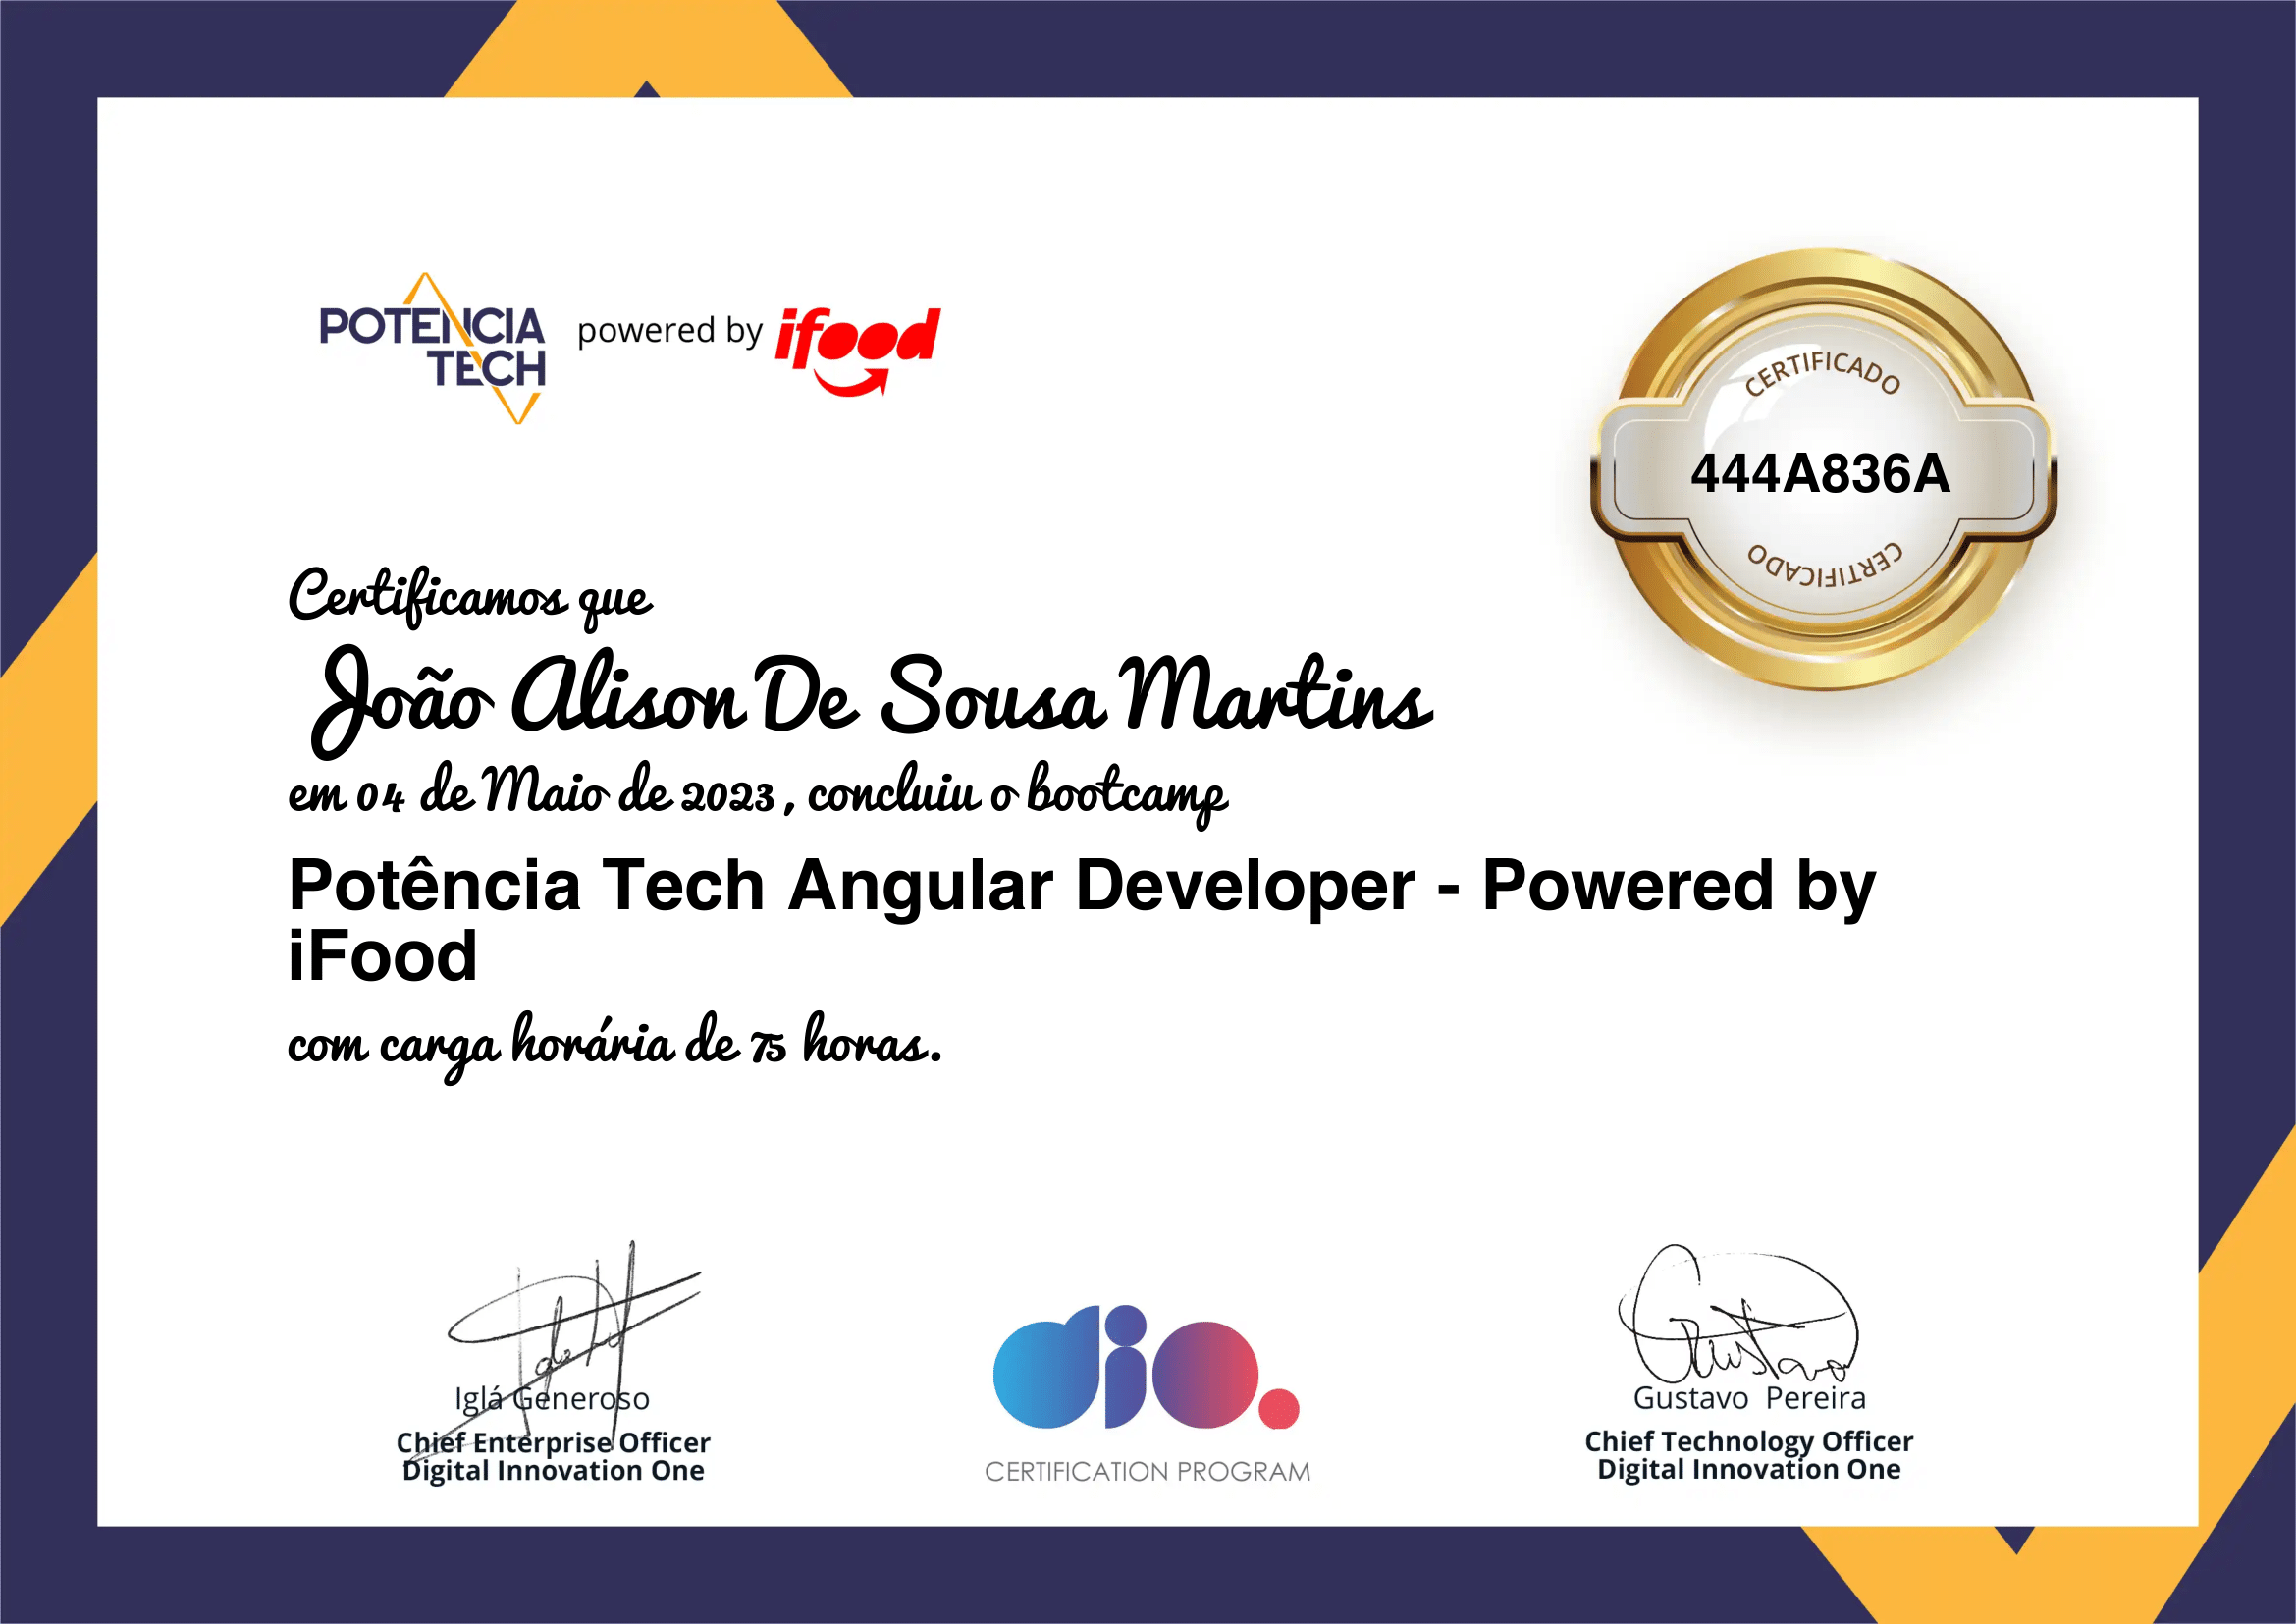 POTÊNCIA
TECH
powered by ifood
CERTIFICADO
444A836A
CERTIFICADO
Certificamos que
João Alison De Sousa Martins
em 04 de Maio de 2023, concluiu o bootcamp
Potência Tech Angular Developer - Powered by
iFood
com carga horária de 75 horas.
Iglá Generoso
Chief Enterprise Officer
Digital Innovation One
dio.
CERTIFICATION PROGRAM
Gustavo
Gustavo Pereira
Chief Technology Officer
Digital Innovation One